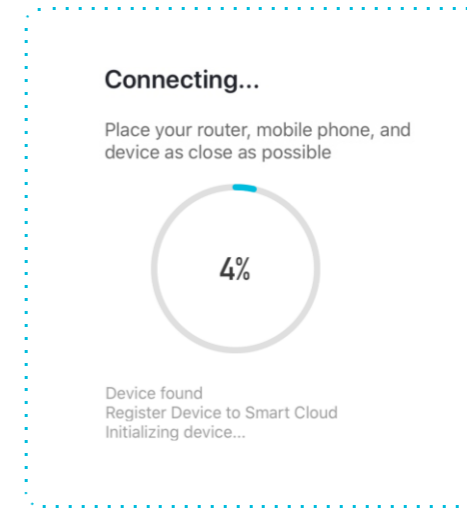 Connecting...
Place your router, mobile phone, and
device as close as possible
4%
Device found
Register Device to Smart Cloud
Initializing device...